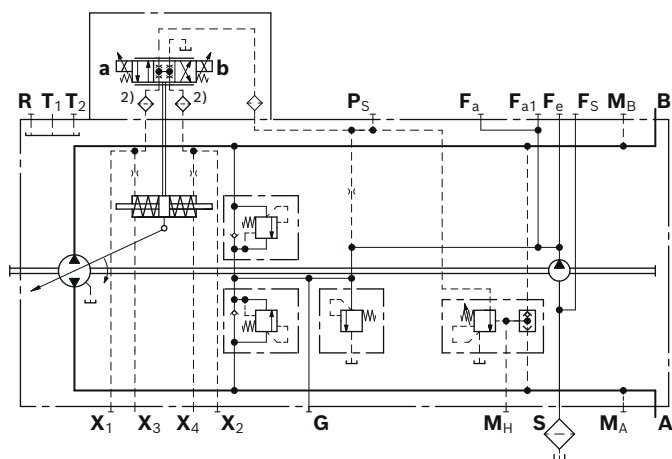 a b
2) 2)
R T1 T2 PS Fa Fa1 Fe FS MB B
X1 X3 X4 X2 G MH S MA A